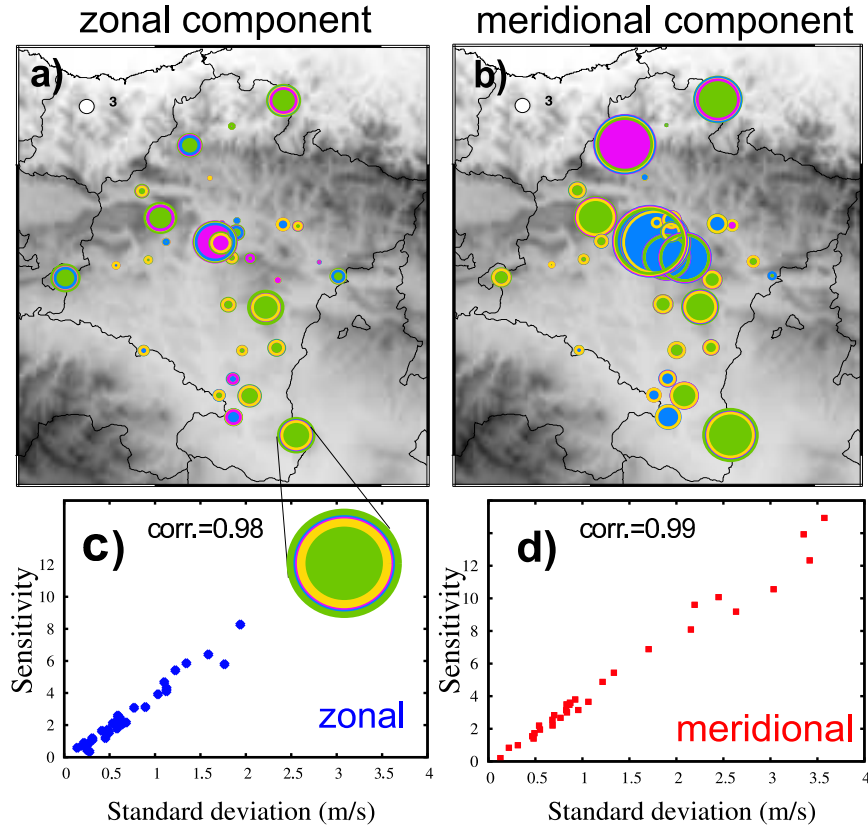 zonal component
meridional component
a)
3
b)
3
c)
corr.=0.98
12
10
8
6
4
2
0
Sensitivity
zonal
0
0.5
1
1.5
2
2.5
3
3.5
4
Standard deviation (m/s)
d)
corr.=0.99
14
12
10
8
6
4
2
0
Sensitivity
meridional
0
0.5
1
1.5
2
2.5
3
3.5
4
Standard deviation (m/s)